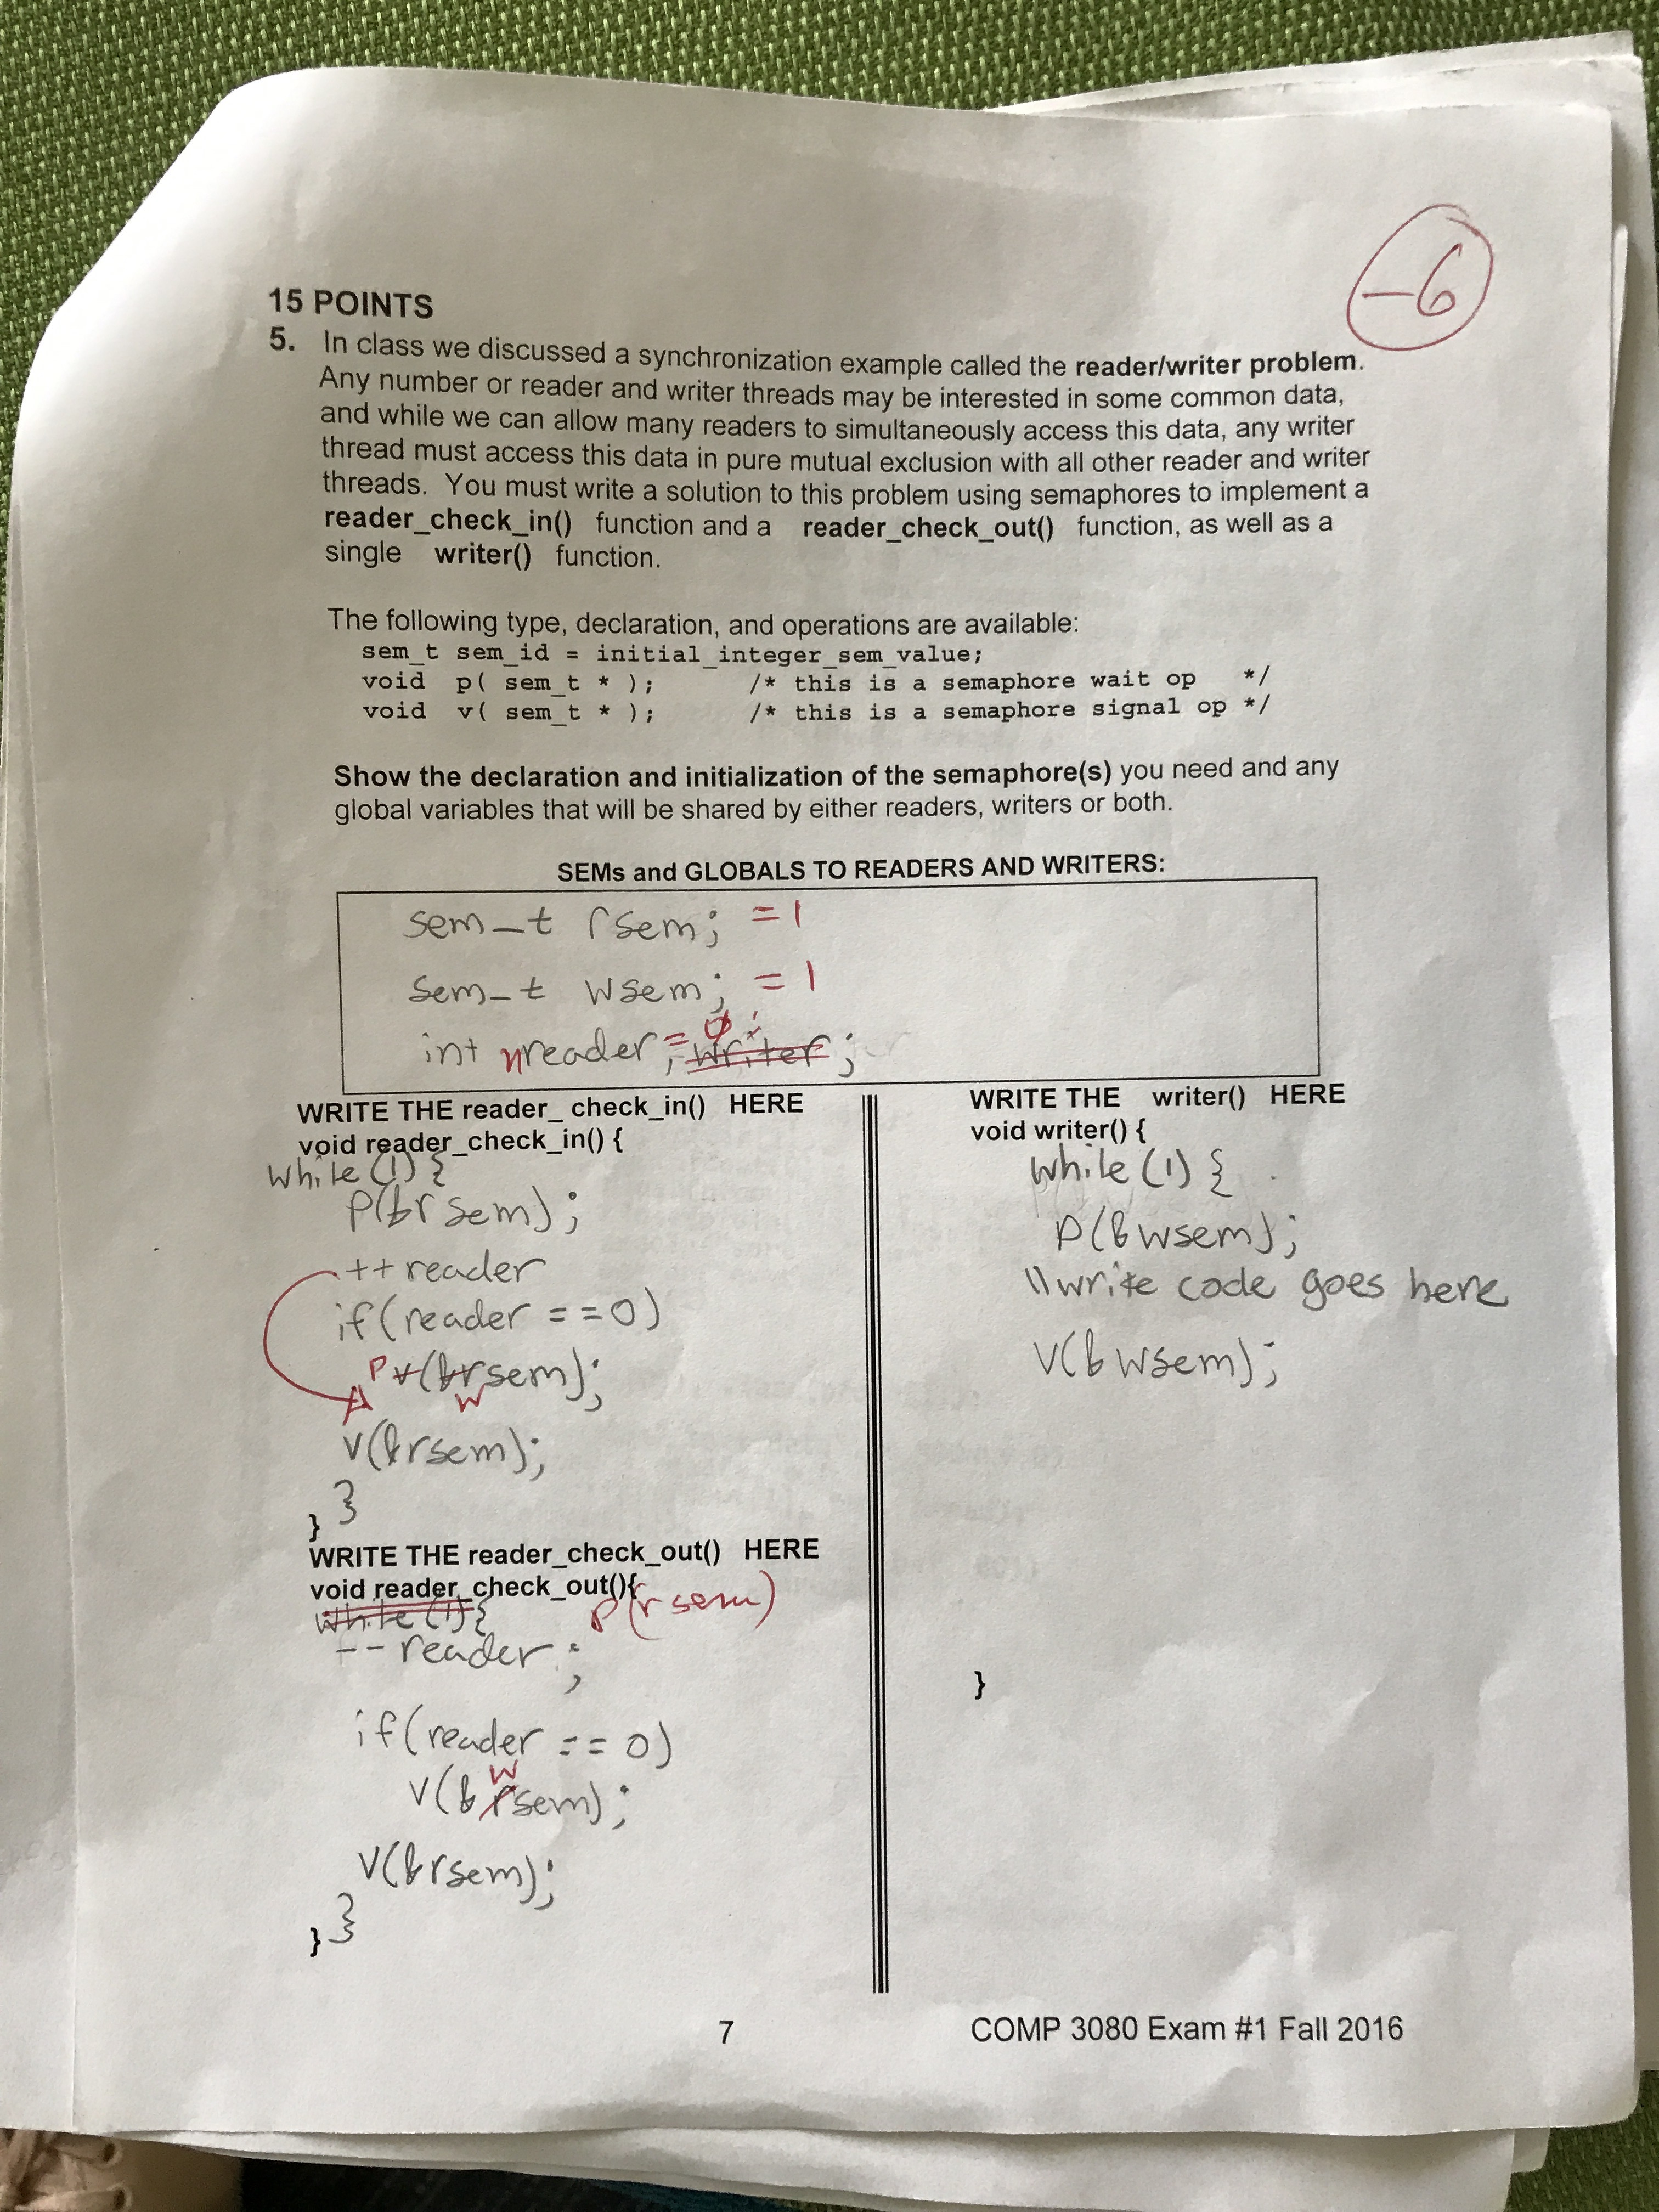 -6
15 POINTS
5. In class we discussed a synchronization example called the reader/writer problem.
Any number or reader and writer threads may be interested in some common data,
and while we can allow many readers to simultaneously access this data, any writer
thread must access this data in pure mutual exclusion with all other reader and writer
threads. You must write a solution to this problem using semaphores to implement a
reader_check_in() function and a reader_check_out() function, as well as a
single writer() function.
The following type, declaration, and operations are available:
sem_t sem_id = initial_integer_sem_value;
void p( sem_t * ); /* this is a semaphore wait op */
void v( sem_t * ); /* this is a semaphore signal op */
Show the declaration and initialization of the semaphore(s) you need and any
global variables that will be shared by either readers, writers or both.
SEMs and GLOBALS TO READERS AND WRITERS:
sem_t rsem; = 1
sem_t wsem; = 1
int nreader, = 0; writer;
WRITE THE reader_ check_in() HERE
void reader_check_in() {
while (1) {
P(&rsem);
++reader
if(reader ==0)
P v(&rsem);
w
V(&rsem);
}
}
WRITE THE reader_check_out() HERE
void reader_check_out(){
P(rsem)
while (1) {
--reader ;
if(reader == 0)
w
V(&rsem);
V(&rsem);
}
}
WRITE THE writer() HERE
void writer() {
while (1) {
P(&wsem);
\\write code goes here
V(&wsem);
}
7
COMP 3080 Exam #1 Fall 2016